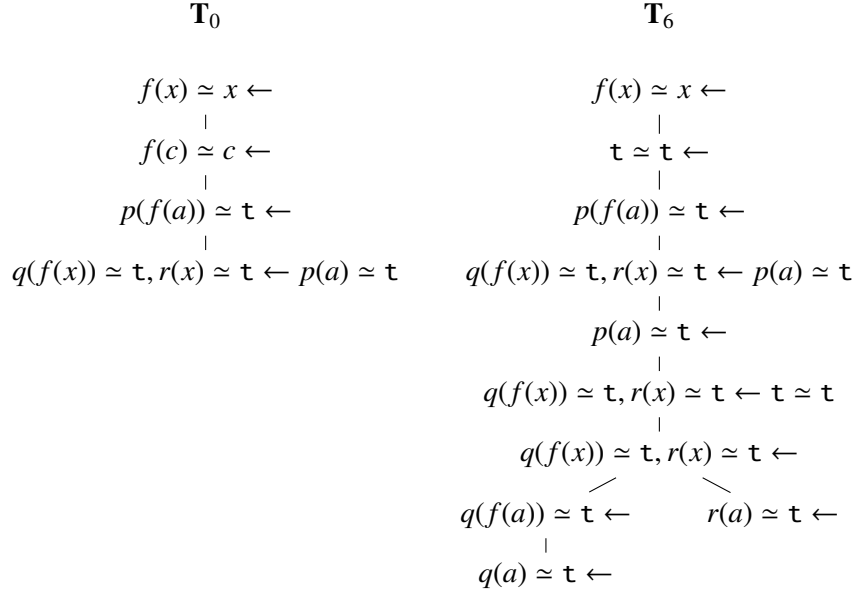 T₀
f(x) ≃ x ←
f(c) ≃ c ←
p(f(a)) ≃ t ←
q(f(x)) ≃ t, r(x) ≃ t ← p(a) ≃ t
T₆
f(x) ≃ x ←
t ≃ t ←
p(f(a)) ≃ t ←
q(f(x)) ≃ t, r(x) ≃ t ← p(a) ≃ t
p(a) ≃ t ←
q(f(x)) ≃ t, r(x) ≃ t ← t ≃ t
q(f(x)) ≃ t, r(x) ≃ t ←
q(f(a)) ≃ t ←
r(a) ≃ t ←
q(a) ≃ t ←